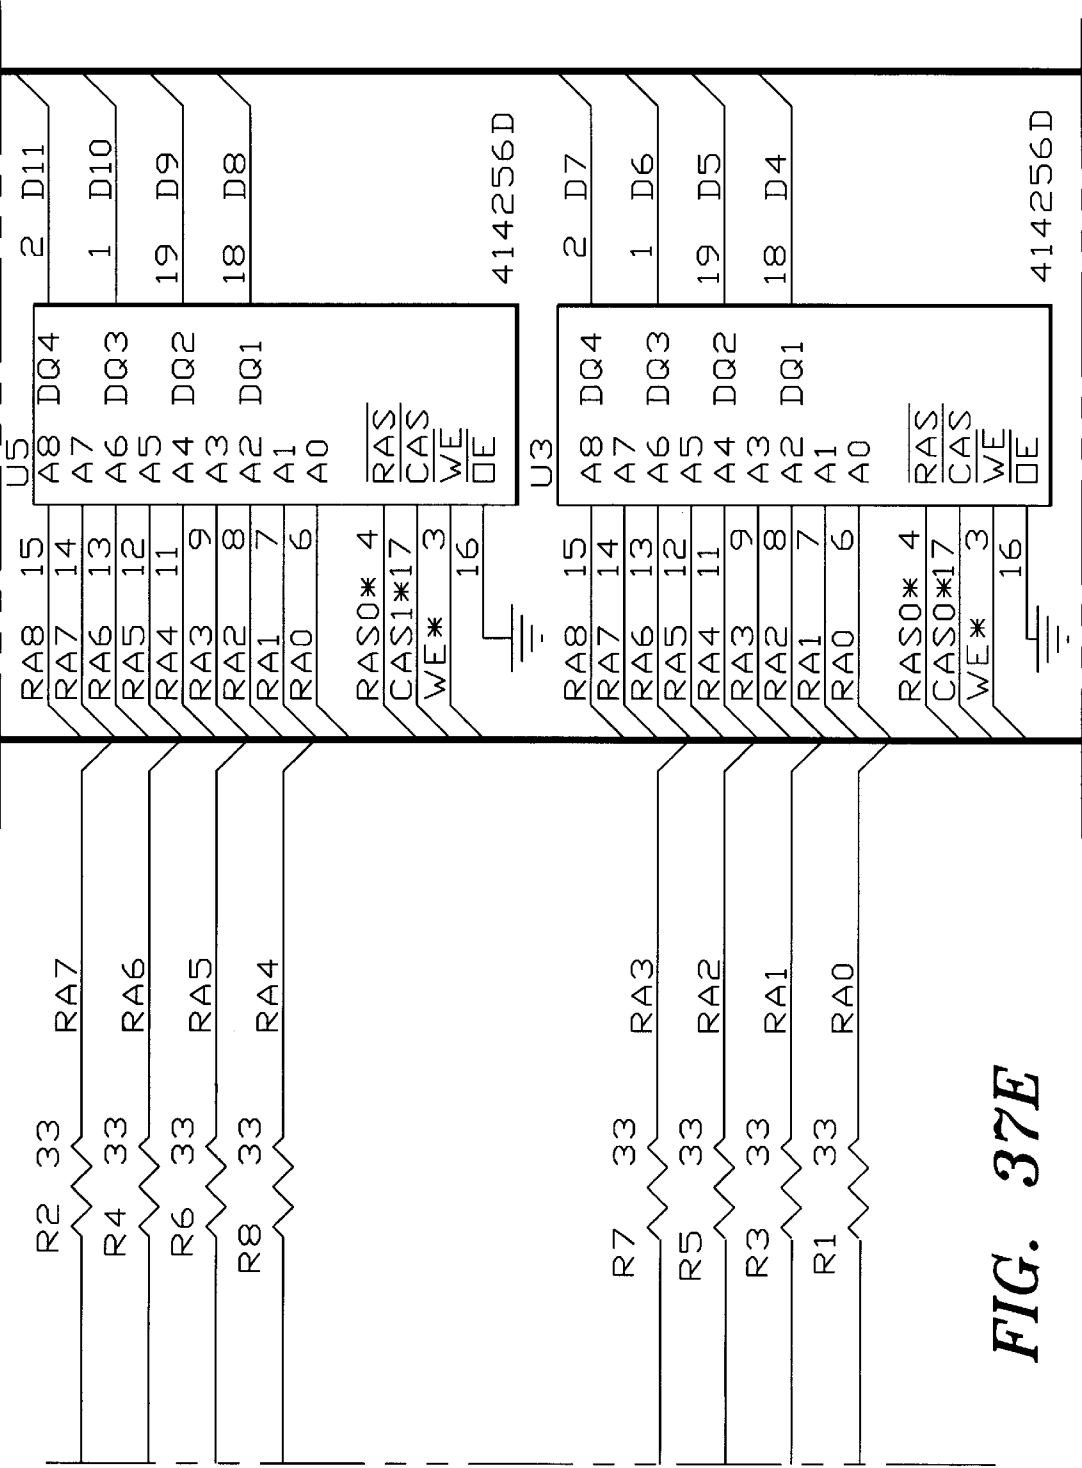 R2 33 RA7
R4 33 RA6
R6 33 RA5
R8 33 RA4
R7 33 RA3
R5 33 RA2
R3 33 RA1
R1 33 RA0
U5
RA8 15 A8 DQ4 2 D11
RA7 14 A7
RA6 13 A6 DQ3 1 D10
RA5 12 A5
RA4 11 A4 DQ2 19 D9
RA3 9 A3
RA2 8 A2 DQ1 18 D8
RA1 7 A1
RA0 6 A0
RAS0* 4 RAS
CAS1* 17 CAS
WE* 3 WE
16 OE
414256D
U3
RA8 15 A8 DQ4 2 D7
RA7 14 A7
RA6 13 A6 DQ3 1 D6
RA5 12 A5
RA4 11 A4 DQ2 19 D5
RA3 9 A3
RA2 8 A2 DQ1 18 D4
RA1 7 A1
RA0 6 A0
RAS0* 4 RAS
CAS0* 17 CAS
WE* 3 WE
16 OE
414256D
FIG. 37E